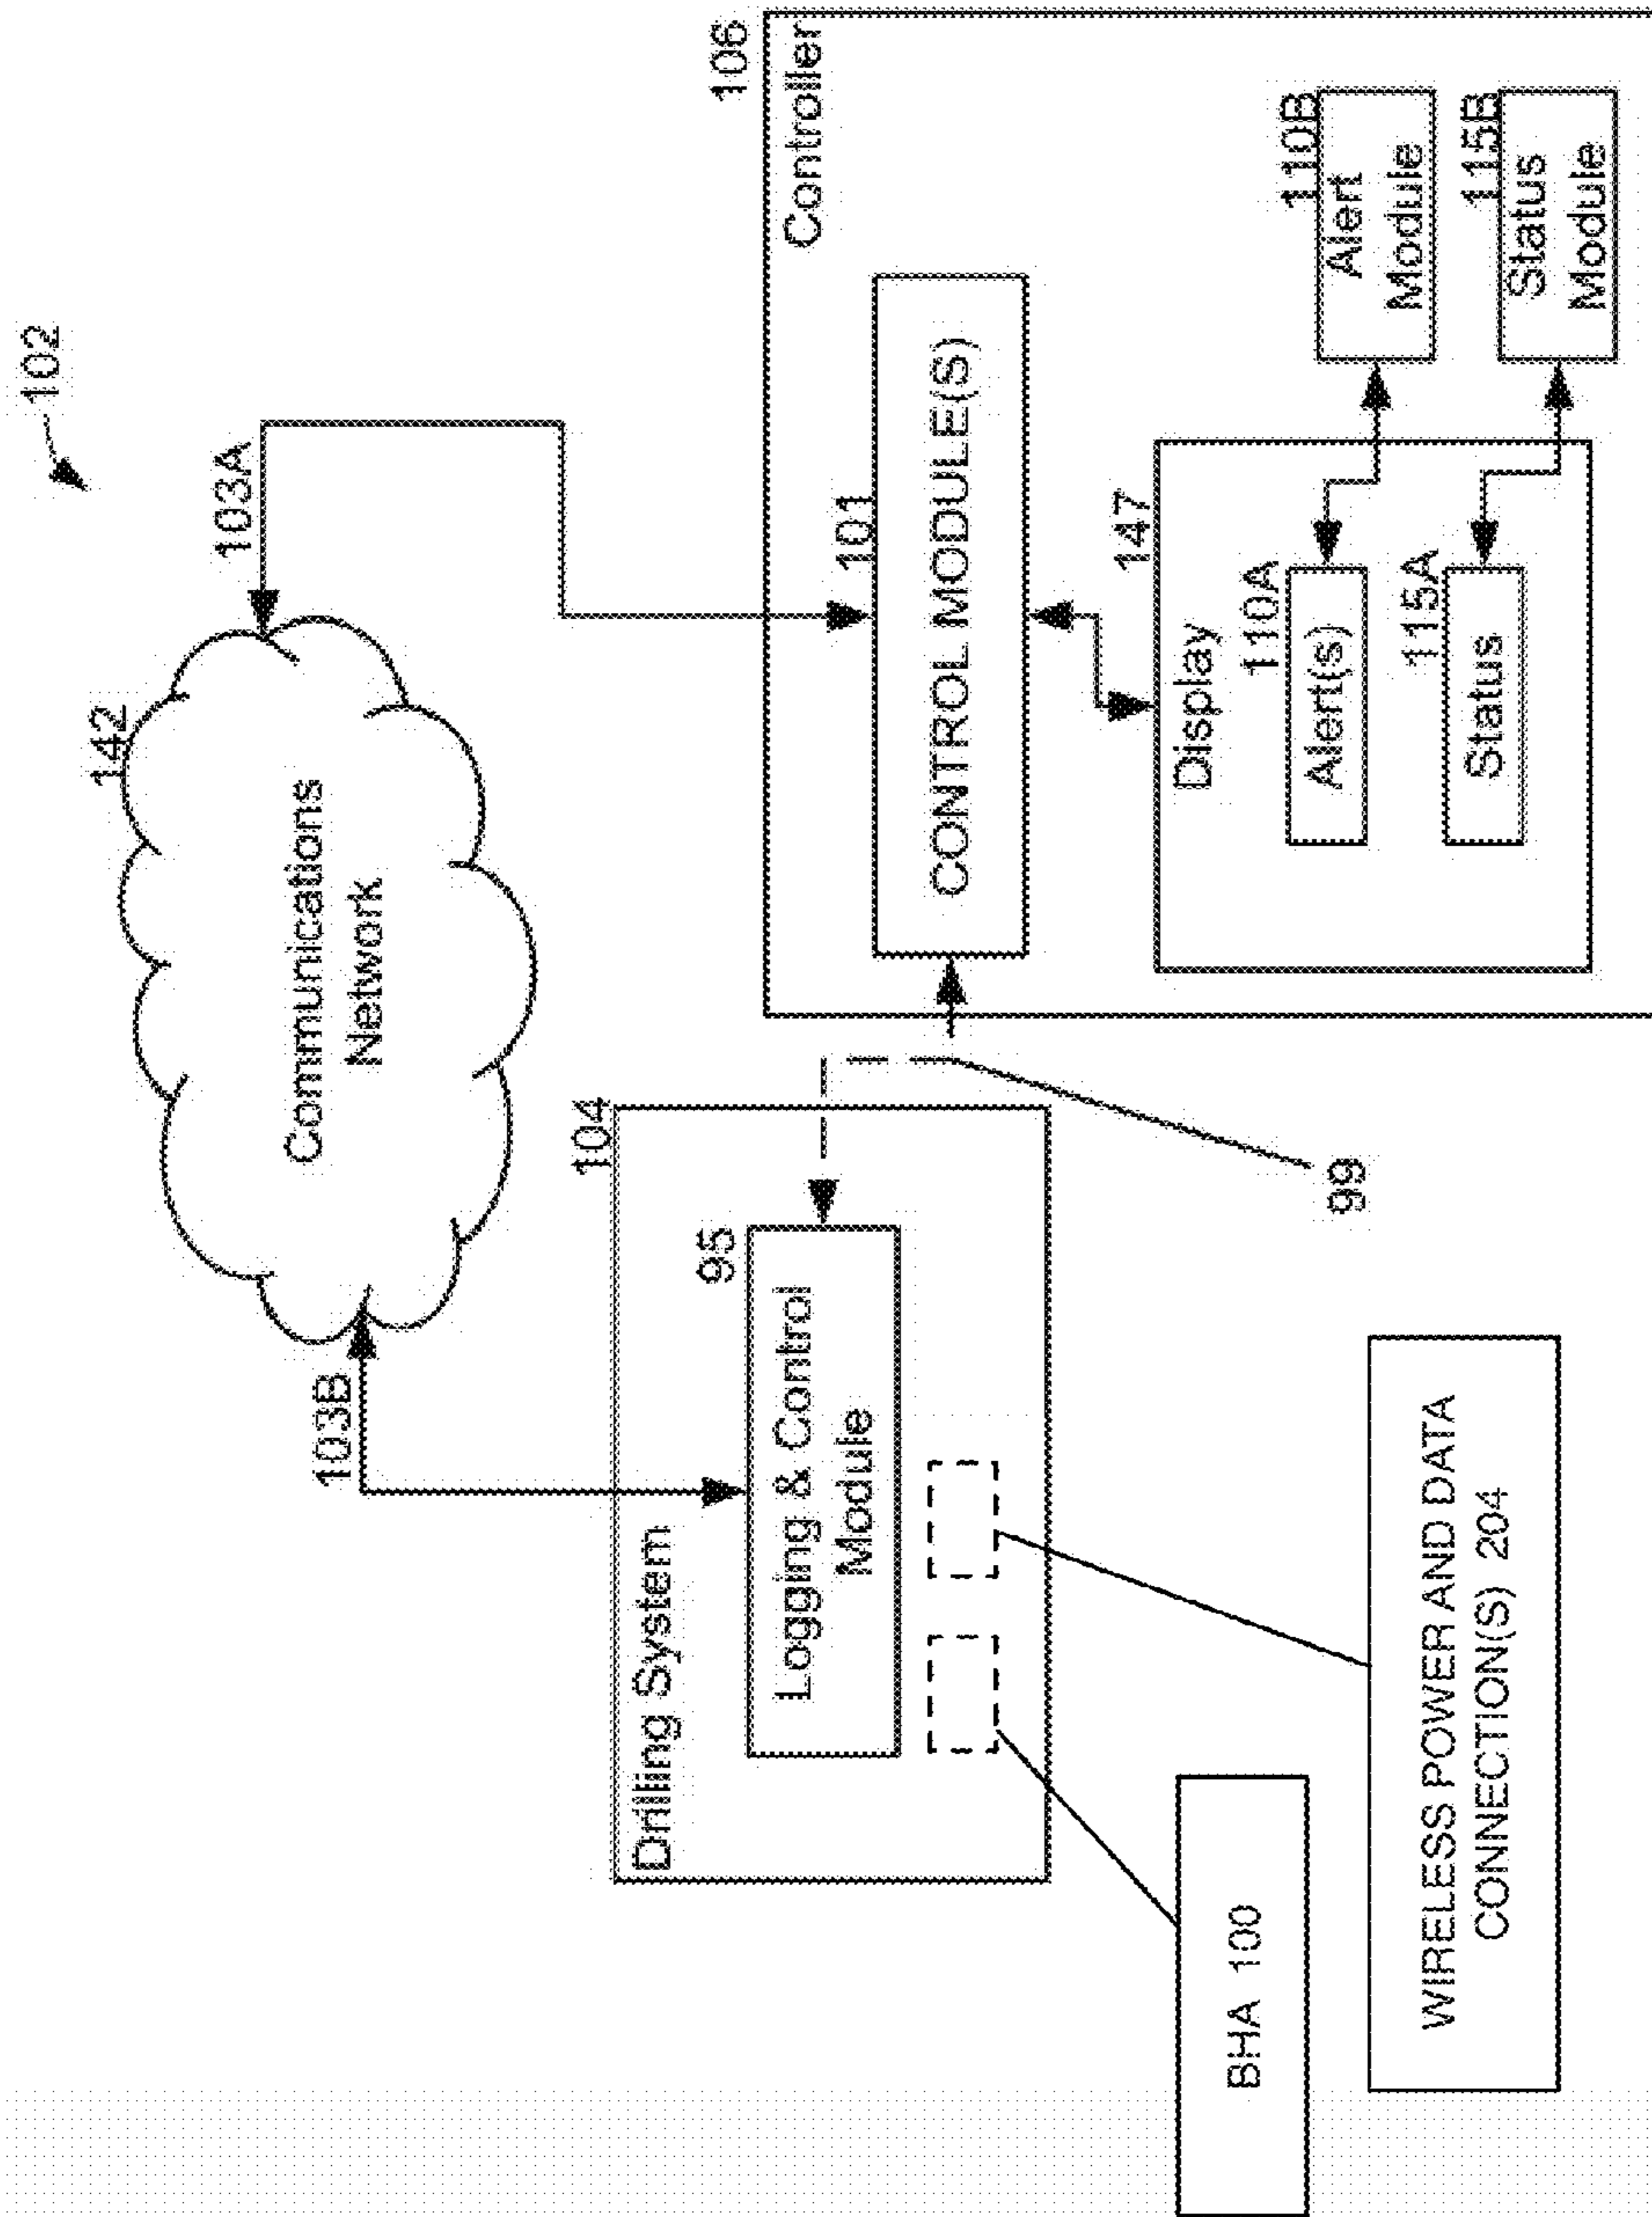 102
142
Communications
Network
103A
103B
104
Drilling System
95
Logging & Control
Module
99
BHA 100
WIRELESS POWER AND DATA
CONNECTION(S) 204
106
Controller
101
CONTROL MODULE(S)
147
Display
110A
Alert(s)
115A
Status
110B
Alert
Module
115B
Status
Module